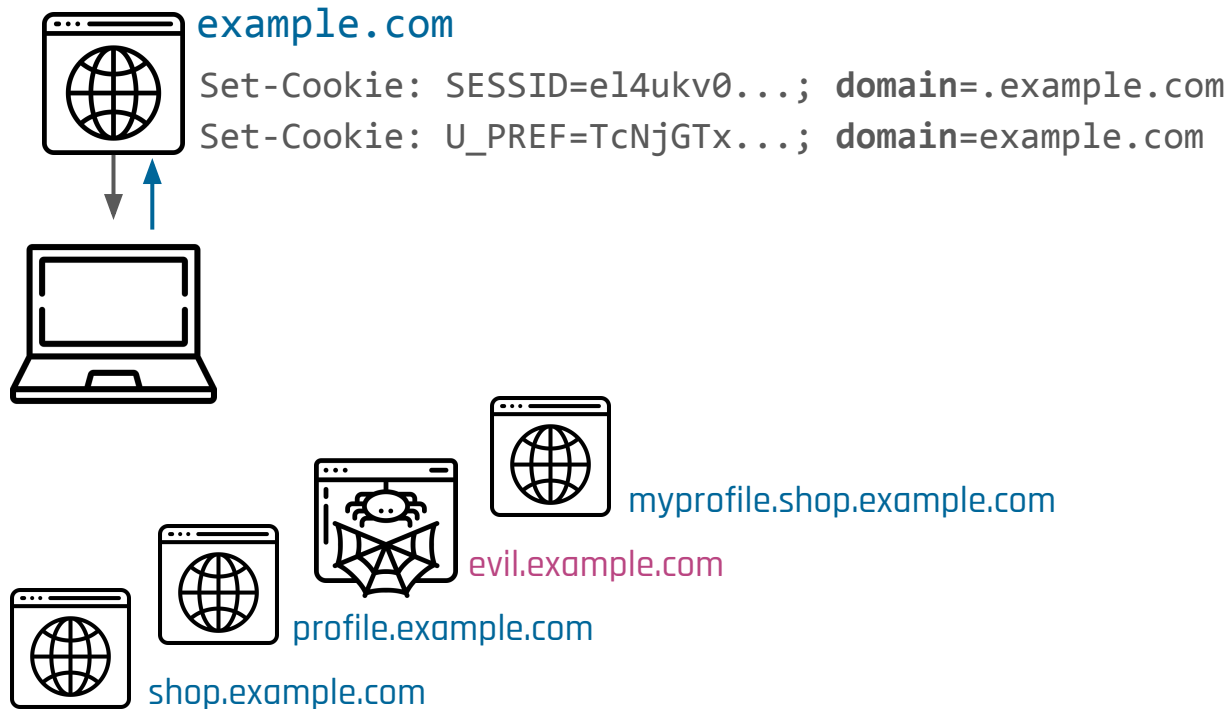 example.com
Set-Cookie: SESSID=el4ukv0...; domain=.example.com
Set-Cookie: U_PREF=TcNjGTx...; domain=example.com
myprofile.shop.example.com
evil.example.com
profile.example.com
shop.example.com